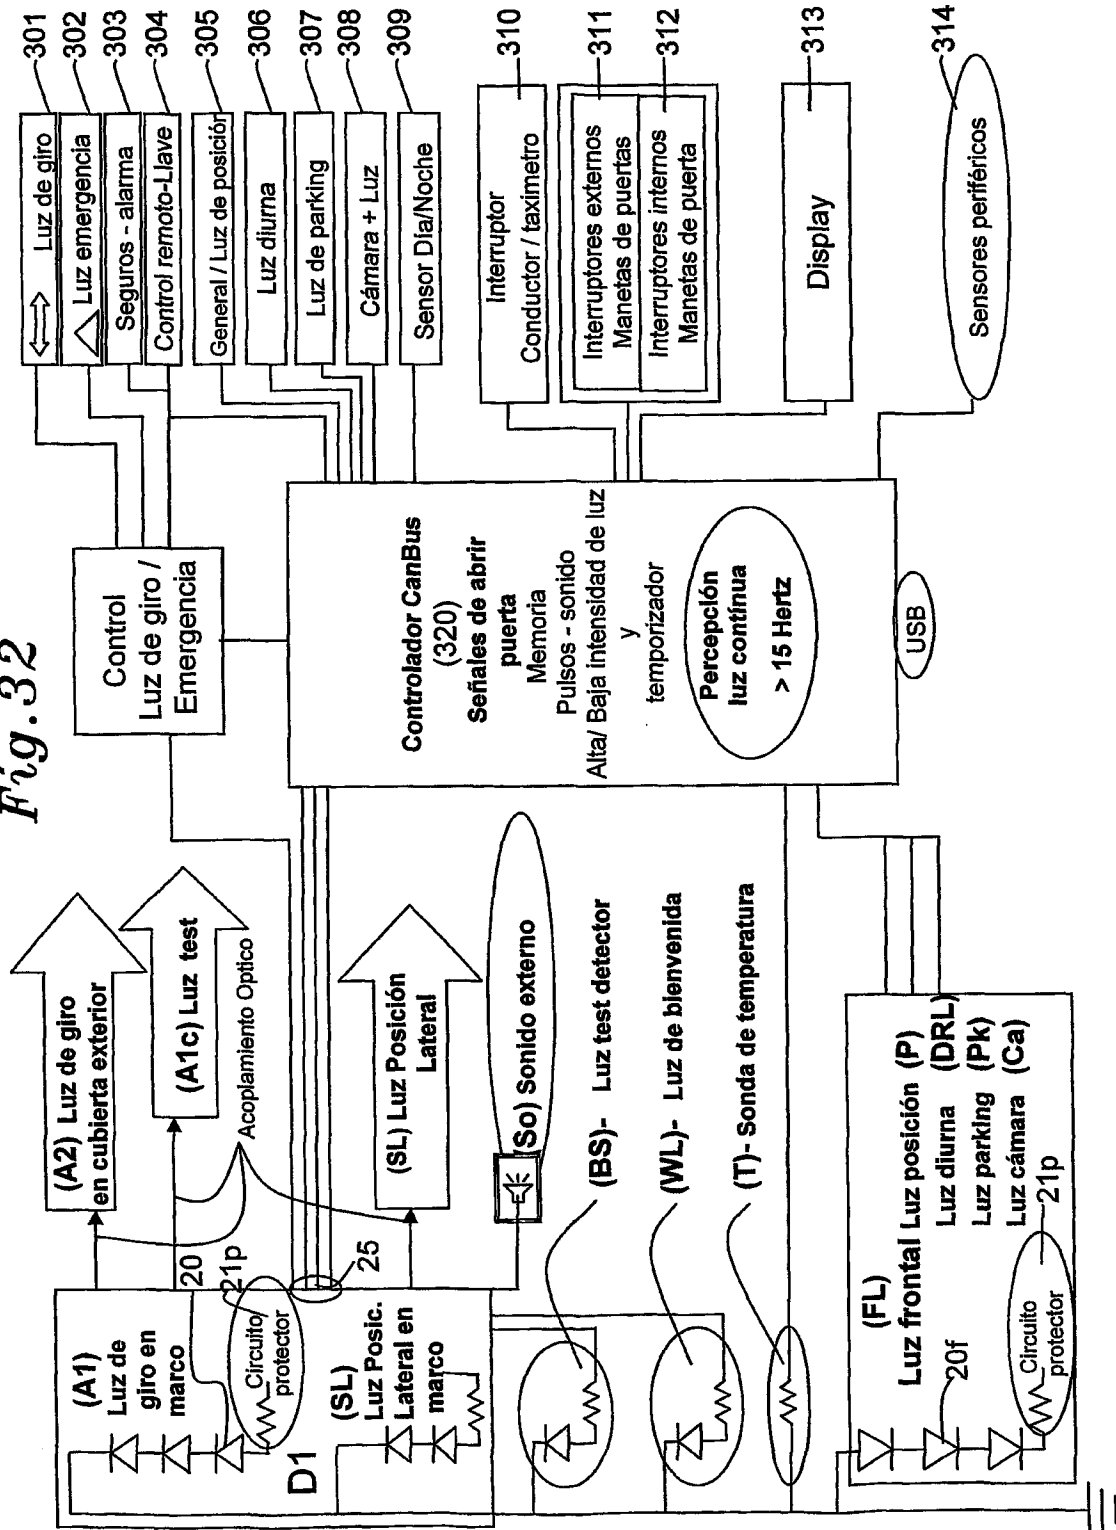 Fig.32
301
302
303
304
305
306
307
308
309
310
311
312
313
314
Luz de giro
Luz emergencia
Seguros - alarma
Control remoto-Llave
General / Luz de posición
Luz diurna
Luz de parking
Cámara + Luz
Sensor Día/Noche
Interruptor
Conductor / taxímetro
Interruptores externos
Manetas de puertas
Interruptores internos
Manetas de puerta
Display
Sensores periféricos
Control
Luz de giro /
Emergencia
Controlador CanBus
(320)
Señales de abrir
puerta
Memoria
Pulsos - sonido
Alta/ Baja intensidad de luz
y
temporizador
Percepción
luz contínua
> 15 Hertz
USB
(A2) Luz de giro
en cubierta exterior
(A1c) Luz test
Acoplamiento Optico
(SL) Luz Posición
Lateral
(So) Sonido externo
(BS)- Luz test detector
(WL)- Luz de bienvenida
(T)- Sonda de temperatura
(A1)
Luz de
giro en
marco
20
21p
Circuito
protector
25
D1
(SL)
Luz Posic.
Lateral en
marco
(FL)
Luz frontal Luz posición (P)
Luz diurna (DRL)
Luz parking (Pk)
Luz cámara (Ca)
20f
Circuito
protector
21p